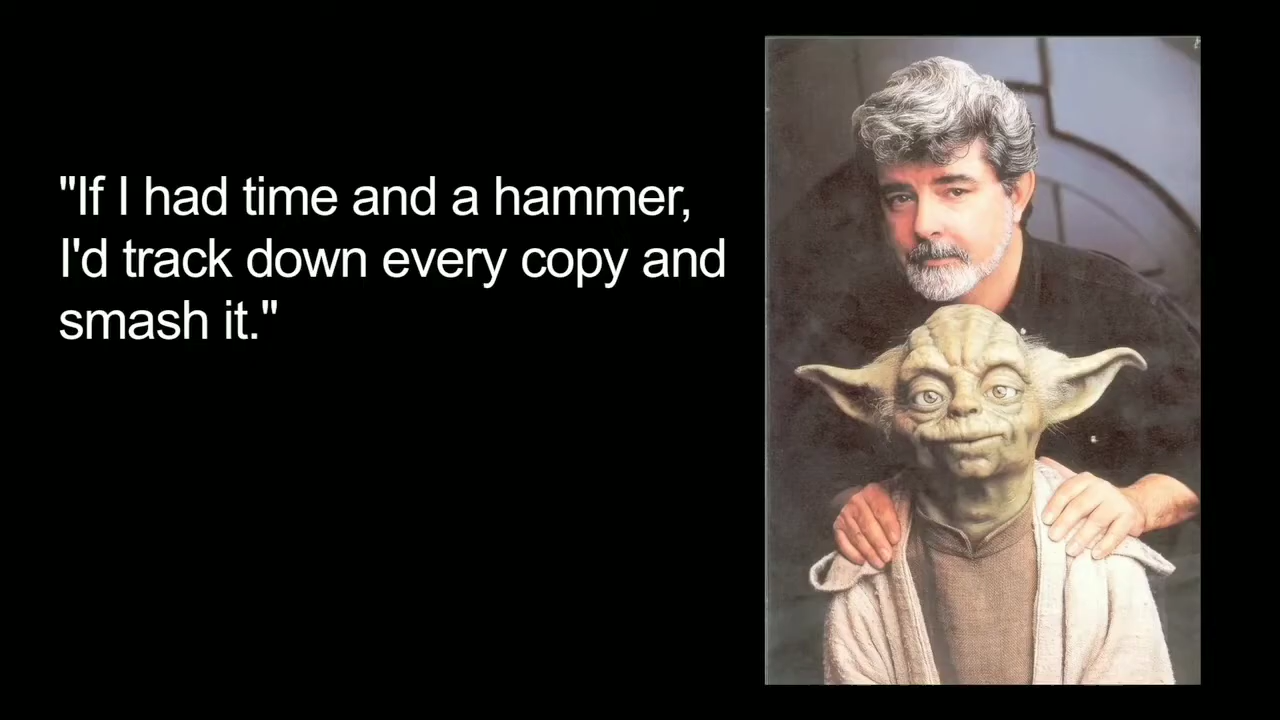 "If I had time and a hammer,
I'd track down every copy and
smash it."